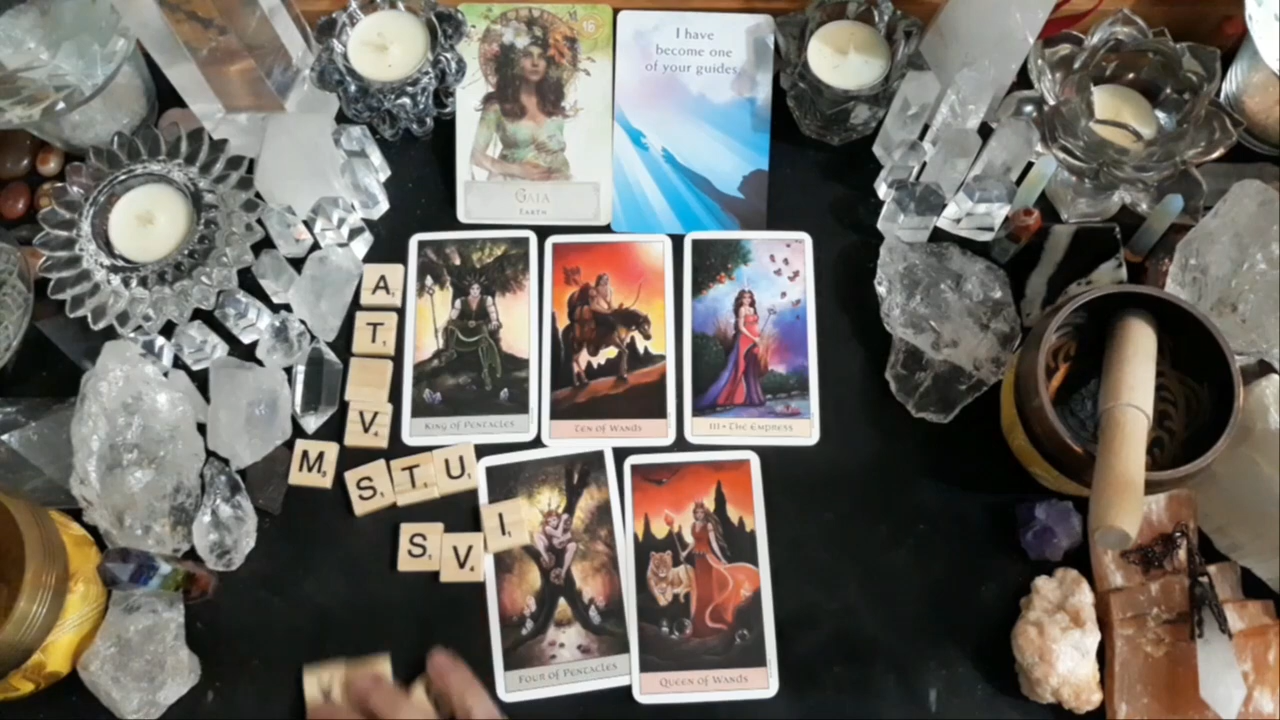 16
GAIA
EARTH
I have
become one
of your guides.
A
T
V
M
S T U
S V I
KING OF PENTACLES
TEN OF WANDS
III • THE EMPRESS
FOUR OF PENTACLES
QUEEN OF WANDS